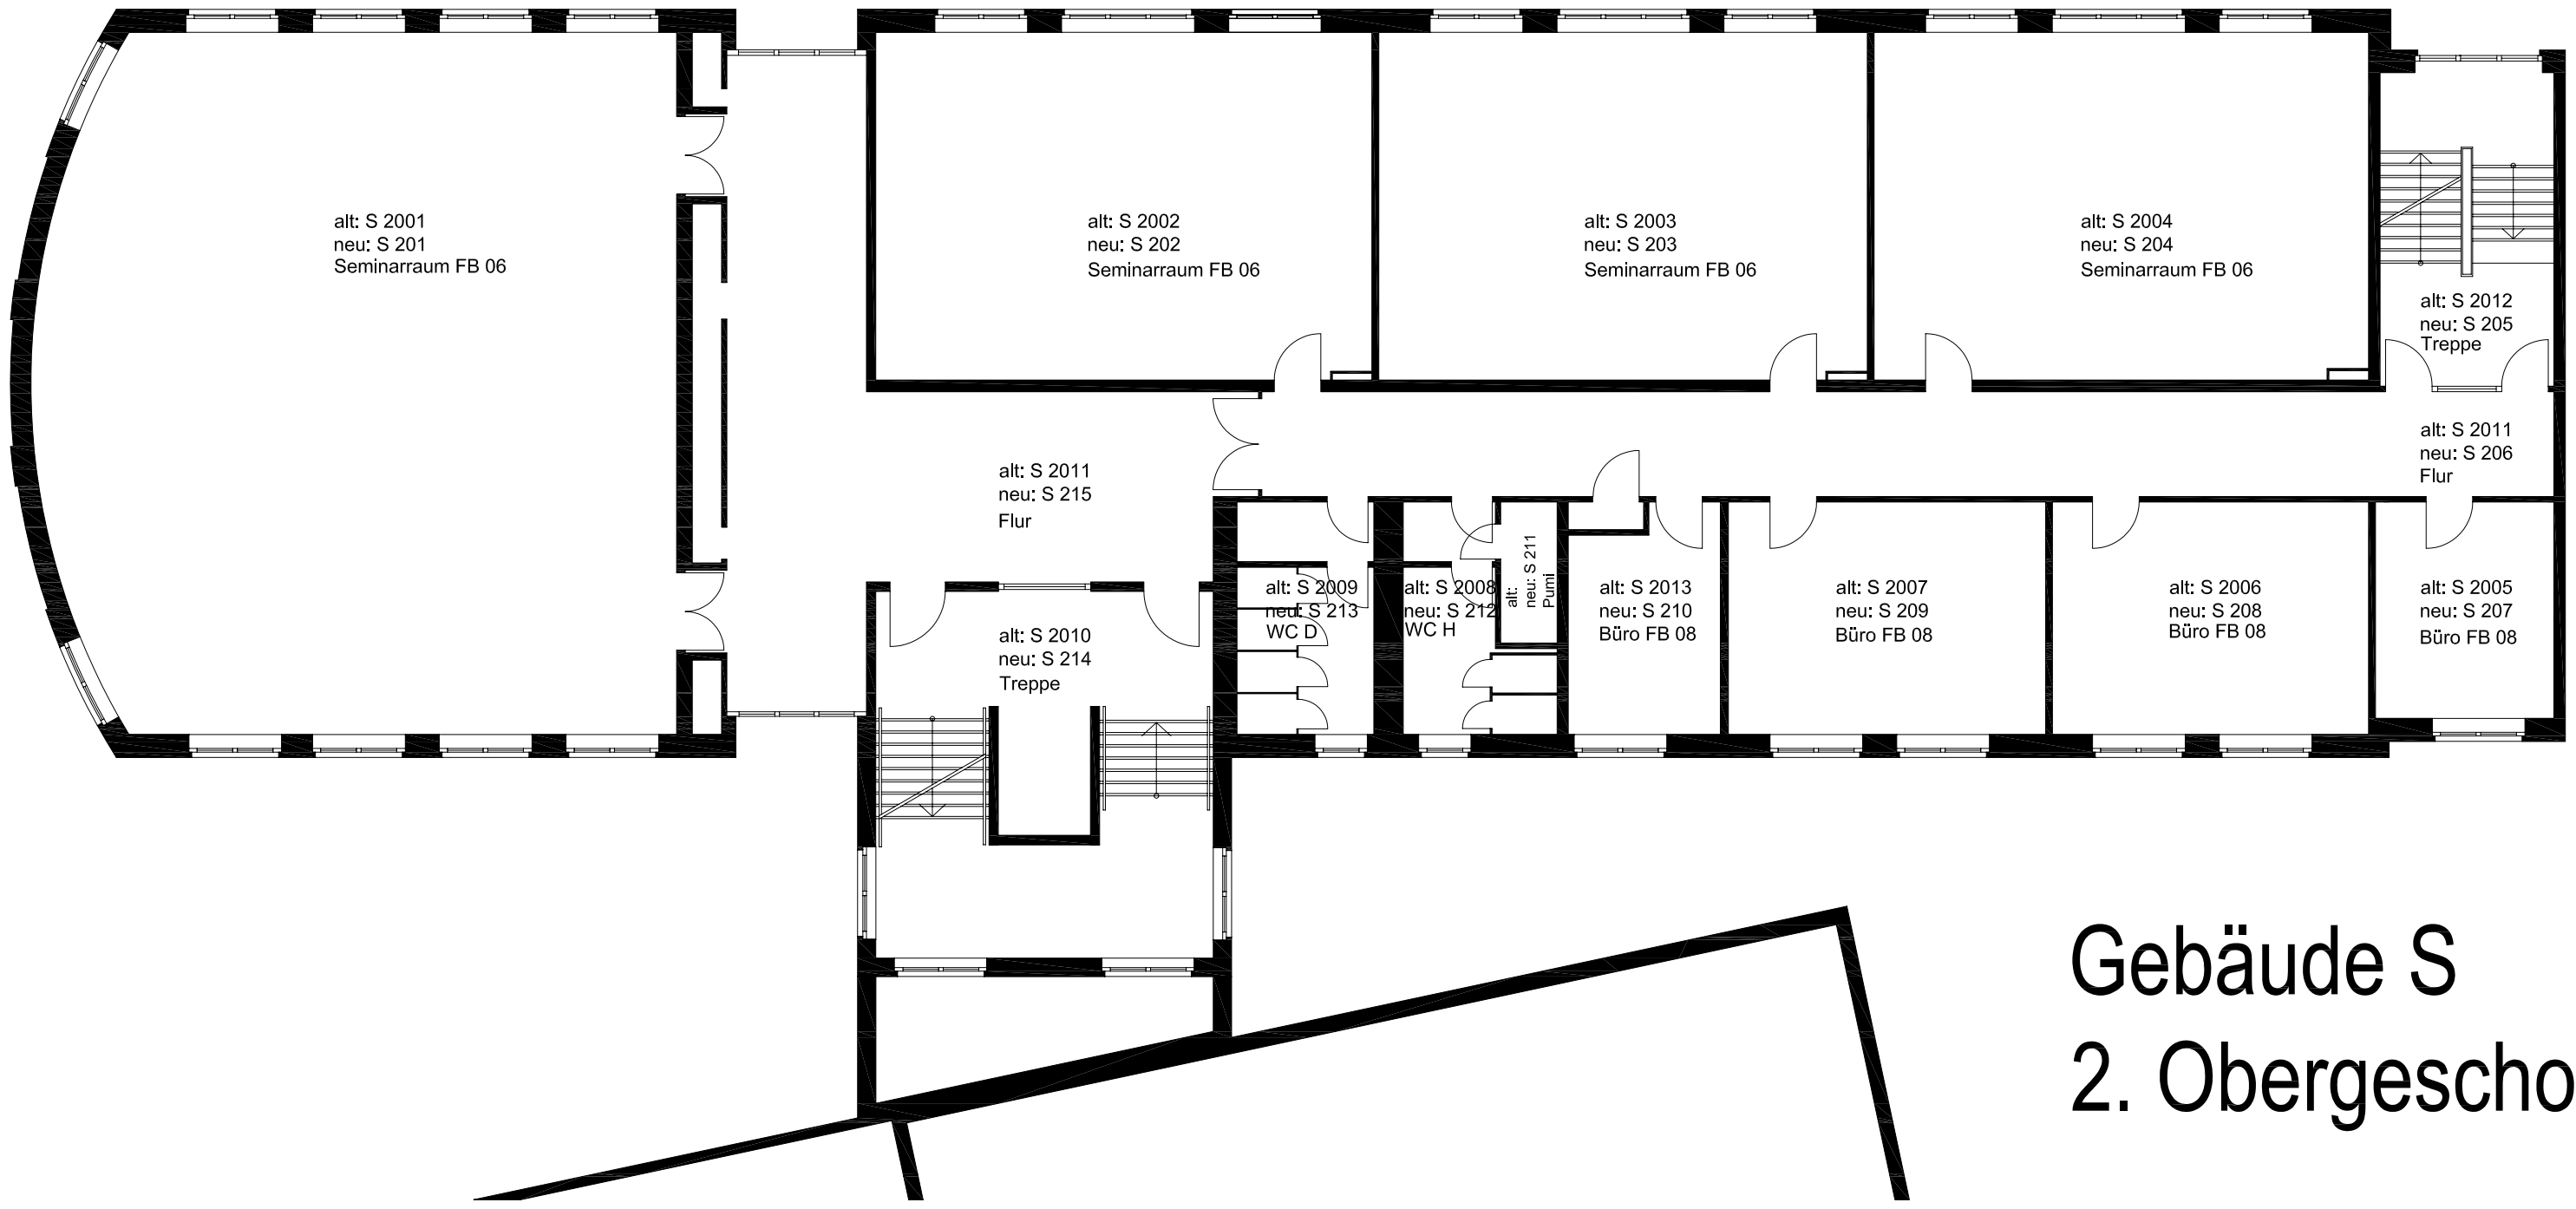 alt: S 2001
neu: S 201
Seminarraum FB 06
alt: S 2002
neu: S 202
Seminarraum FB 06
alt: S 2003
neu: S 203
Seminarraum FB 06
alt: S 2004
neu: S 204
Seminarraum FB 06
alt: S 2012
neu: S 205
Treppe
alt: S 2011
neu: S 206
Flur
alt: S 2011
neu: S 215
Flur
alt: S 2010
neu: S 214
Treppe
alt: S 2009
neu: S 213
WC D
alt: S 2008
neu: S 212
WC H
alt:
neu: S 211
Pumi
alt: S 2013
neu: S 210
Büro FB 08
alt: S 2007
neu: S 209
Büro FB 08
alt: S 2006
neu: S 208
Büro FB 08
alt: S 2005
neu: S 207
Büro FB 08
Gebäude S
2. Obergescho